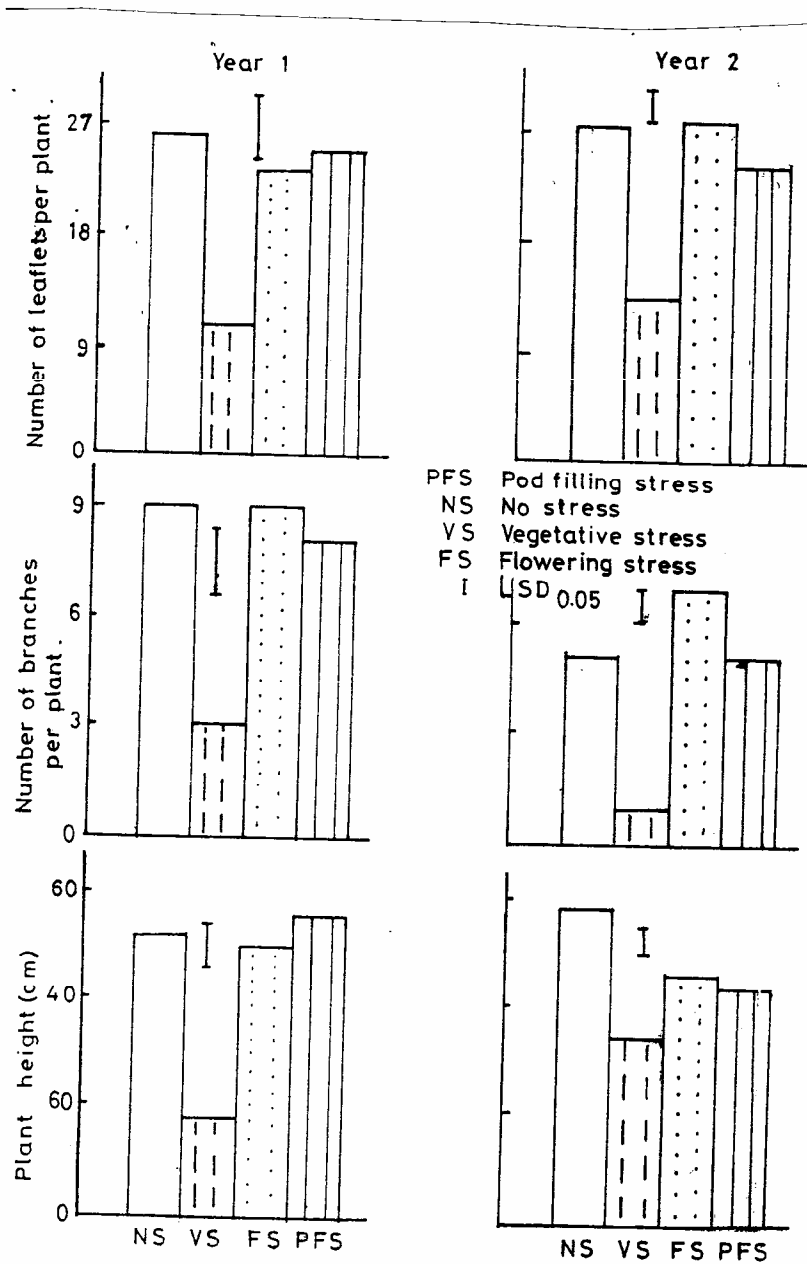 Year 1
Year 2
Number of leaflets per plant.
27
18
9
0
PFS Pod filling stress
NS No stress
VS Vegetative stress
FS Flowering stress
I LSD 0.05
Number of branches
per plant.
9
6
3
0
Plant height (cm)
60
40
60
0
NS VS FS PFS
NS VS FS PFS